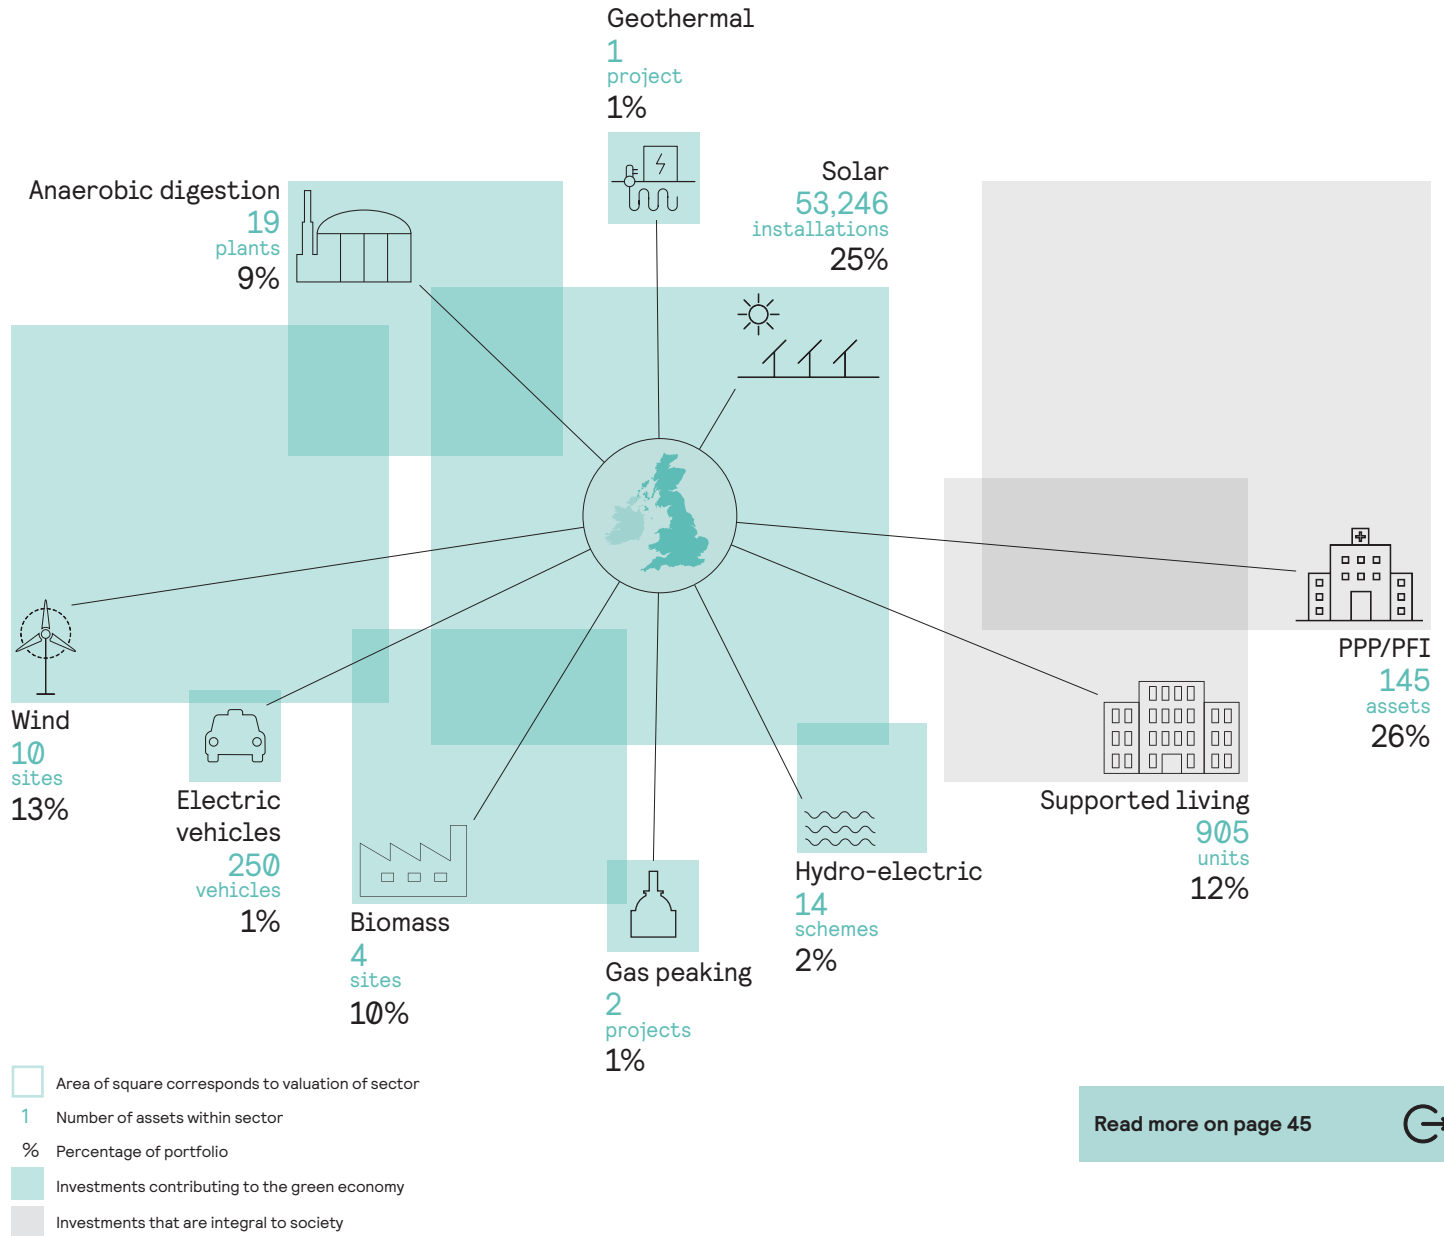 Geothermal
1
project
1%
Anaerobic digestion
19
plants
9%
Solar
53,246
installations
25%
Wind
10
sites
13%
Electric
vehicles
250
vehicles
1%
Biomass
4
sites
10%
Gas peaking
2
projects
1%
Hydro-electric
14
schemes
2%
Supported living
905
units
12%
PPP/PFI
145
assets
26%
Area of square corresponds to valuation of sector
1 Number of assets within sector
% Percentage of portfolio
Investments contributing to the green economy
Investments that are integral to society
Read more on page 45